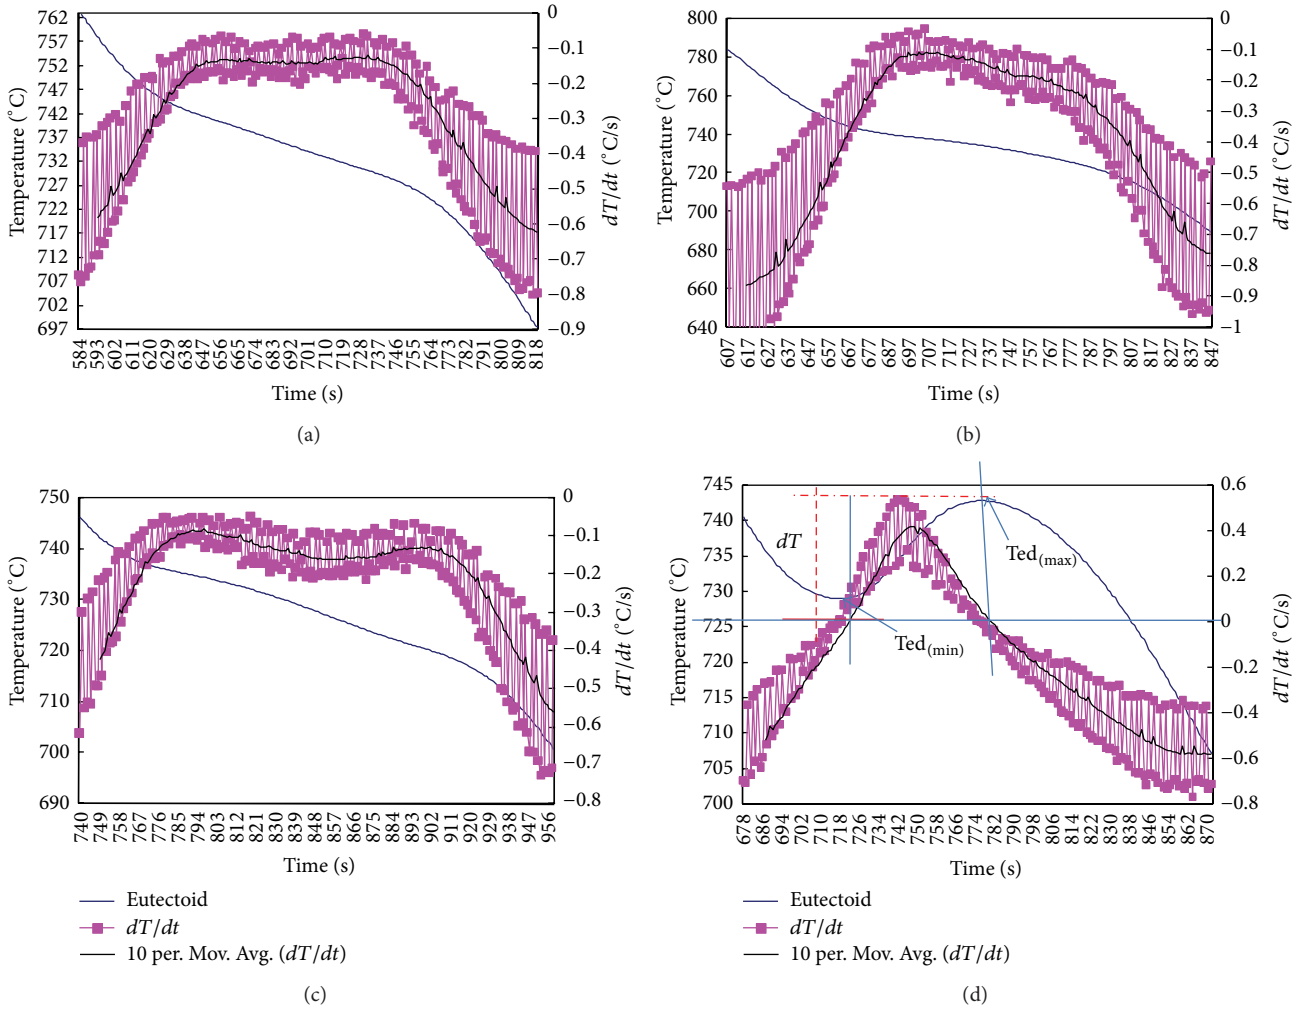 762
757
752
747
742
737
732
727
722
717
712
707
702
697
Temperature (°C)
0
−0.1
−0.2
−0.3
−0.4
−0.5
−0.6
−0.7
−0.8
−0.9
dT/dt (°C/s)
584 593 602 611 620 629 638 647 656 665 674 683 692 701 710 719 728 737 746 755 764 773 782 791 800 809 818
Time (s)
(a)
800
780
760
740
720
700
680
660
640
Temperature (°C)
0
−0.1
−0.2
−0.3
−0.4
−0.5
−0.6
−0.7
−0.8
−0.9
−1
dT/dt (°C/s)
607 617 627 637 647 657 667 677 687 697 707 717 727 737 747 757 767 777 787 797 807 817 827 837 847
Time (s)
(b)
750
740
730
720
710
700
690
Temperature (°C)
0
−0.1
−0.2
−0.3
−0.4
−0.5
−0.6
−0.7
−0.8
dT/dt (°C/s)
740 749 758 767 776 785 794 803 812 821 830 839 848 857 866 875 884 893 902 911 920 929 938 947 956
Time (s)
Eutectoid
dT/dt
10 per. Mov. Avg. (dT/dt)
(c)
745
740
735
730
725
720
715
710
705
700
Temperature (°C)
0.6
0.4
0.2
0
−0.2
−0.4
−0.6
−0.8
dT/dt (°C/s)
dT
Ted(max)
Ted(min)
678 686 694 702 710 718 726 734 742 750 758 766 774 782 790 798 806 814 822 830 838 846 854 862 870
Time (s)
Eutectoid
dT/dt
10 per. Mov. Avg. (dT/dt)
(d)